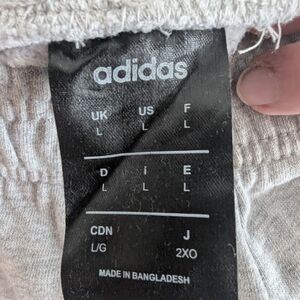 adidas
UK US F
L L L
D i E
L L L
CDN J
L/G 2XO
MADE IN BANGLADESH